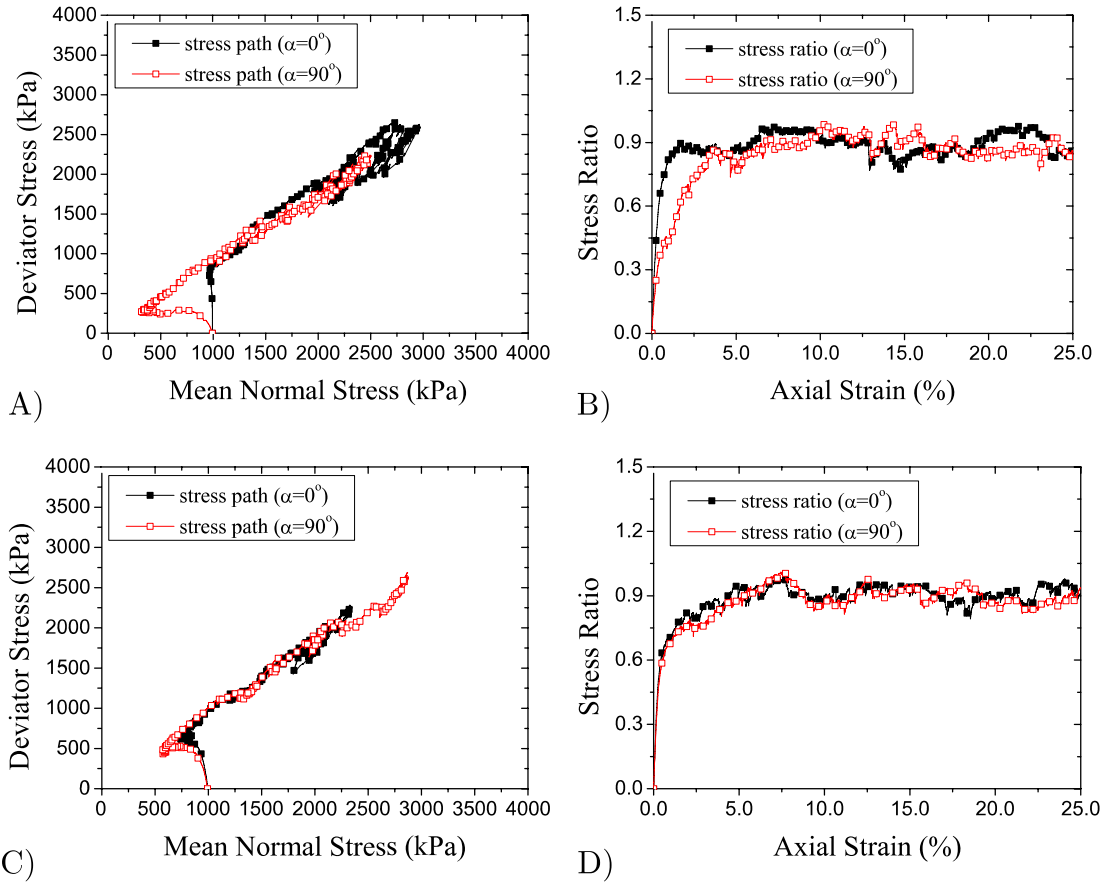 4000
3500
3000
2500
2000
1500
1000
500
0
Deviator Stress (kPa)
stress path (α=0°)
stress path (α=90°)
500 1000 1500 2000 2500 3000 3500 4000
Mean Normal Stress (kPa)
A)
1.5
1.2
0.9
0.6
0.3
0.0
Stress Ratio
stress ratio (α=0°)
stress ratio (α=90°)
0.0 5.0 10.0 15.0 20.0 25.0
Axial Strain (%)
B)
4000
3500
3000
2500
2000
1500
1000
500
0
Deviator Stress (kPa)
stress path (α=0°)
stress path (α=90°)
0 500 1000 1500 2000 2500 3000 3500 4000
Mean Normal Stress (kPa)
C)
1.5
1.2
0.9
0.6
0.3
0.0
Stress Ratio
stress ratio (α=0°)
stress ratio (α=90°)
0.0 5.0 10.0 15.0 20.0 25.0
Axial Strain (%)
D)